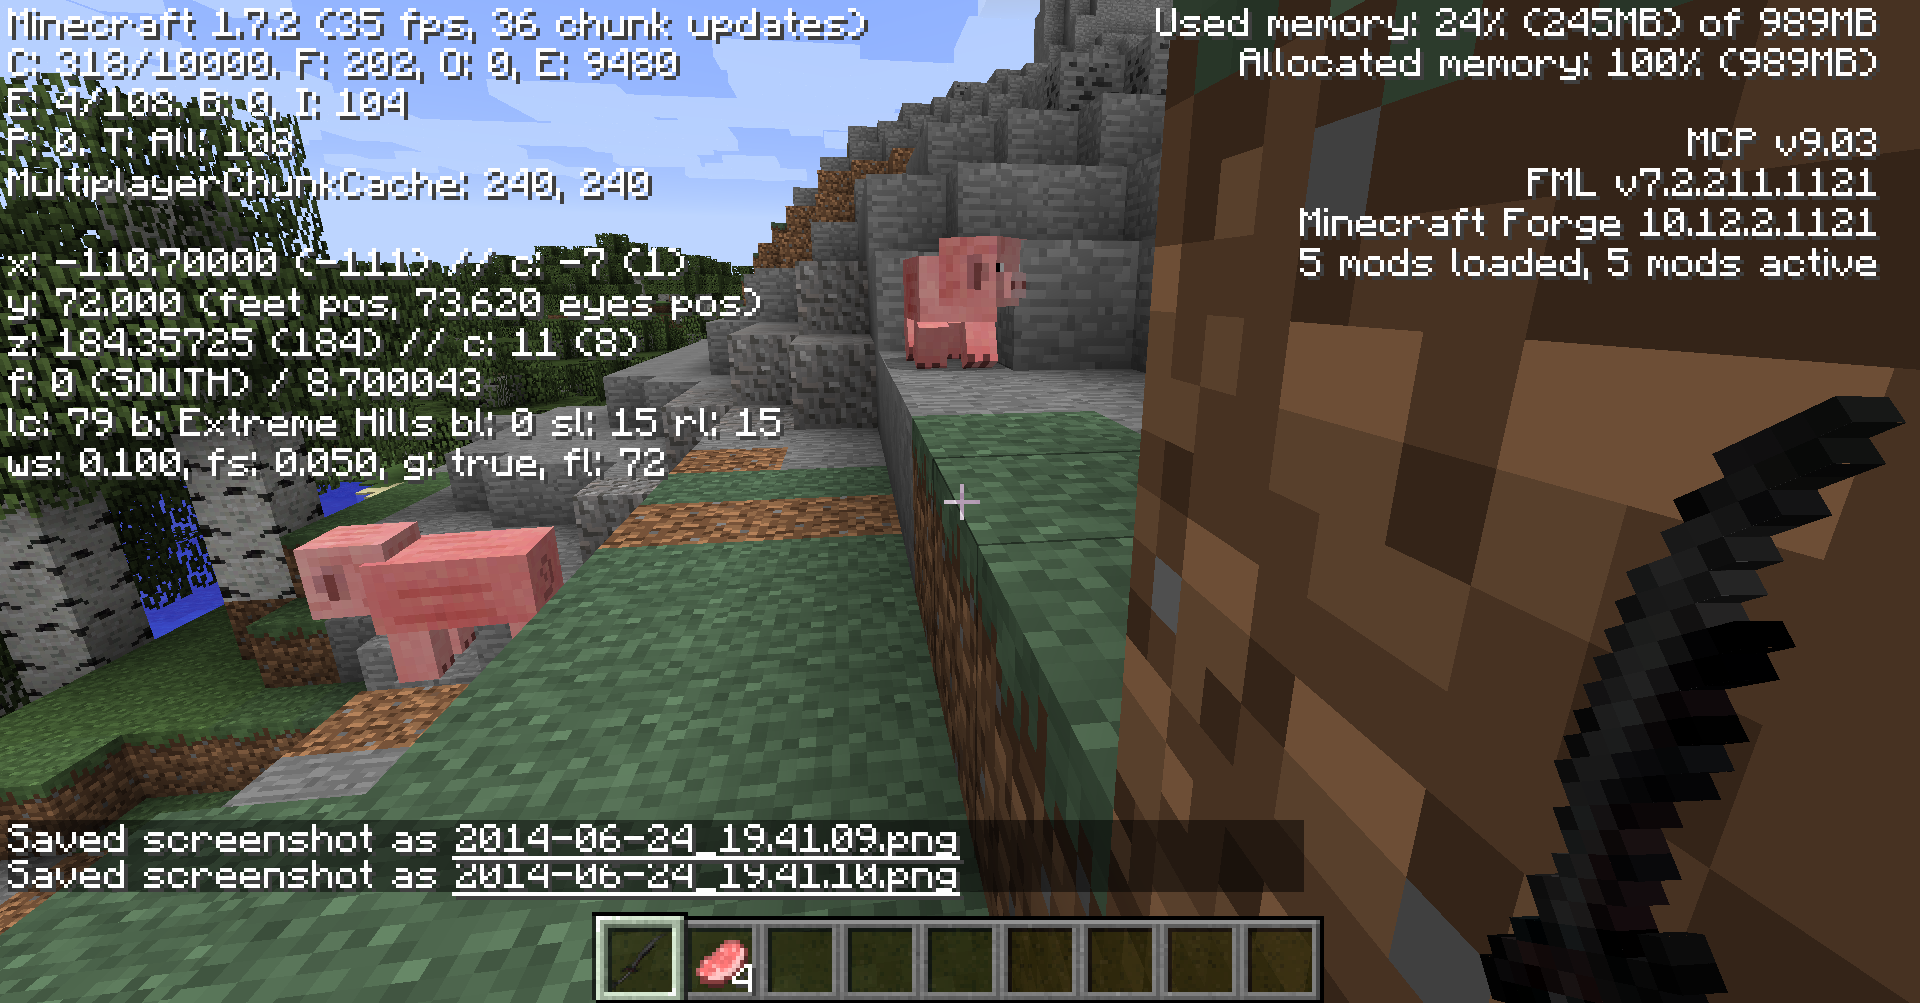 Minecraft 1.7.2 (35 fps, 36 chunk updates)
C: 318/10000. F: 202, O: 0, E: 9480
E: 4/108. B: 0, I: 104
P: 0. T: All: 108
MultiplayerChunkCache: 240, 240
x: -110.70000 (-111) // c: -7 (1)
y: 72.000 (feet pos, 73.620 eyes pos)
z: 184.35725 (184) // c: 11 (8)
f: 0 (SOUTH) / 8.700043
lc: 79 b: Extreme Hills bl: 0 sl: 15 rl: 15
ws: 0.100, fs: 0.050, g: true, fl: 72
Used memory: 24% (245MB) of 989MB
Allocated memory: 100% (989MB)
MCP v9.03
FML v7.2.211.1121
Minecraft Forge 10.12.2.1121
5 mods loaded, 5 mods active
Saved screenshot as 2014-06-24_19.41.09.png
Saved screenshot as 2014-06-24_19.41.10.png
4